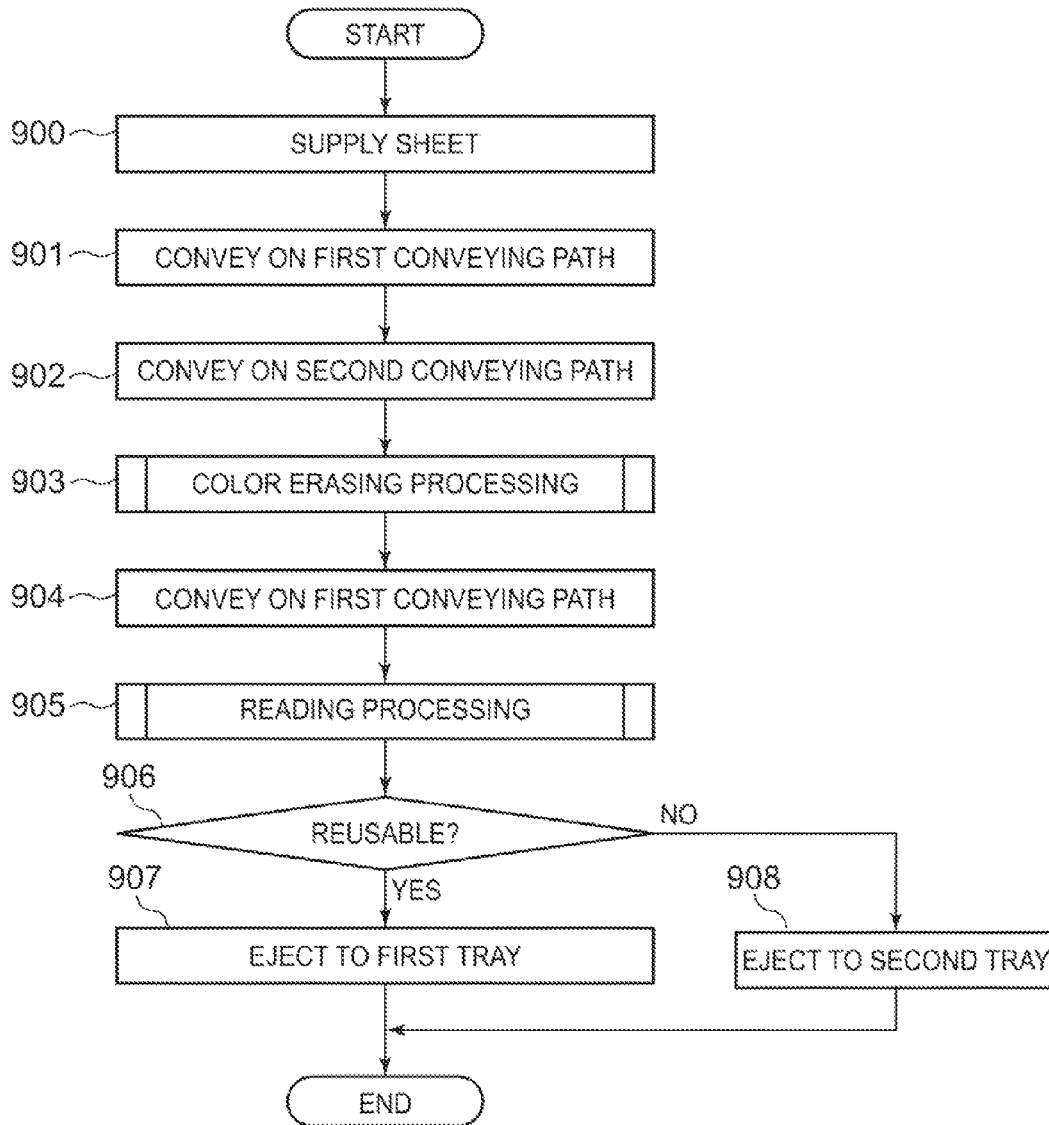 START
900
SUPPLY SHEET
901
CONVEY ON FIRST CONVEYING PATH
902
CONVEY ON SECOND CONVEYING PATH
903
COLOR ERASING PROCESSING
904
CONVEY ON FIRST CONVEYING PATH
905
READING PROCESSING
906
REUSABLE?
NO
YES
907
EJECT TO FIRST TRAY
908
EJECT TO SECOND TRAY
END